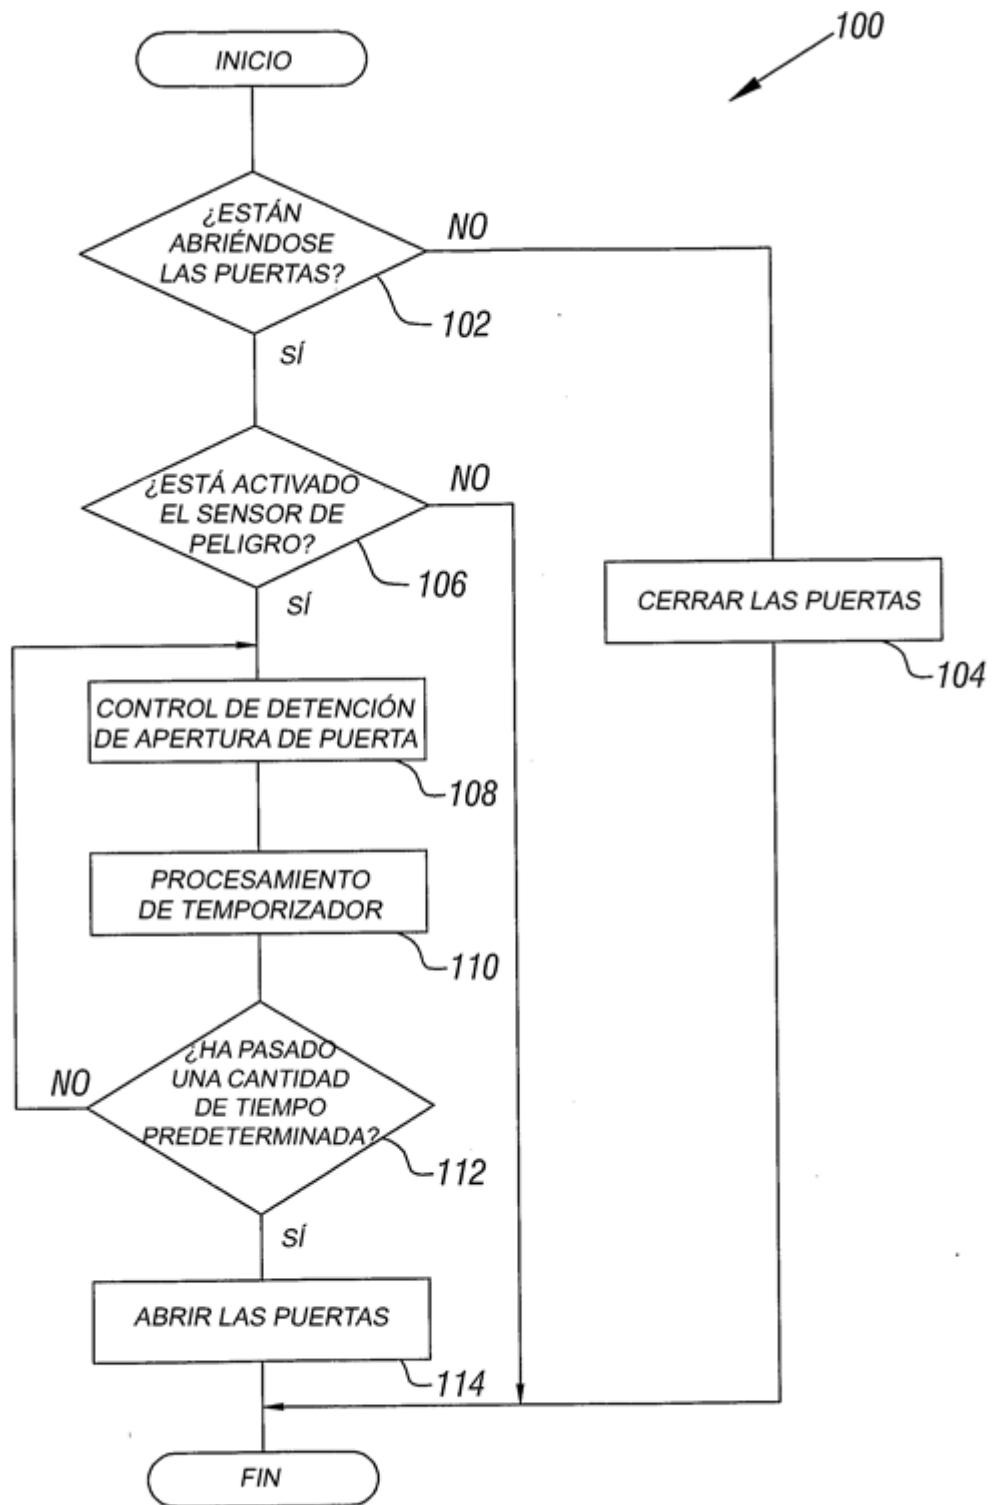 100
INICIO
¿ESTÁN
ABRIÉNDOSE
LAS PUERTAS?
NO
102
SÍ
¿ESTÁ ACTIVADO
EL SENSOR DE
PELIGRO?
NO
106
SÍ
CERRAR LAS PUERTAS
104
CONTROL DE DETENCIÓN
DE APERTURA DE PUERTA
108
PROCESAMIENTO
DE TEMPORIZADOR
110
¿HA PASADO
UNA CANTIDAD
DE TIEMPO
PREDETERMINADA?
NO
112
SÍ
ABRIR LAS PUERTAS
114
FIN